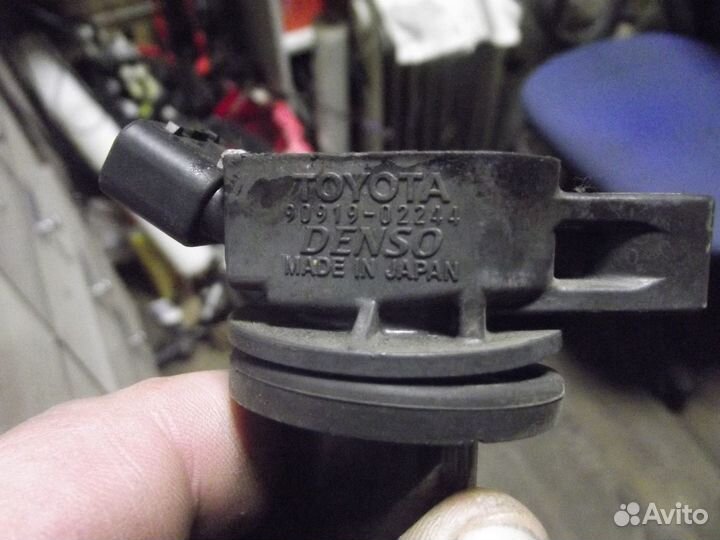 TOYOTA
90919-02244
DENSO
MADE IN JAPAN
Avito